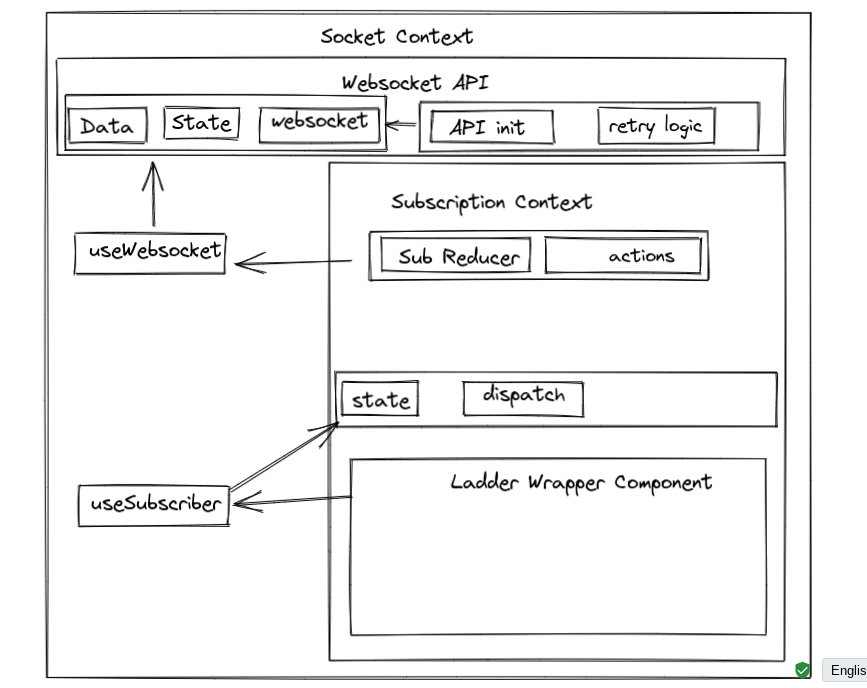 Socket Context
Websocket API
Data State websocket API init retry logic
Subscription Context
useWebsocket Sub Reducer actions
state dispatch
Ladder Wrapper Component
useSubscriber
Englis